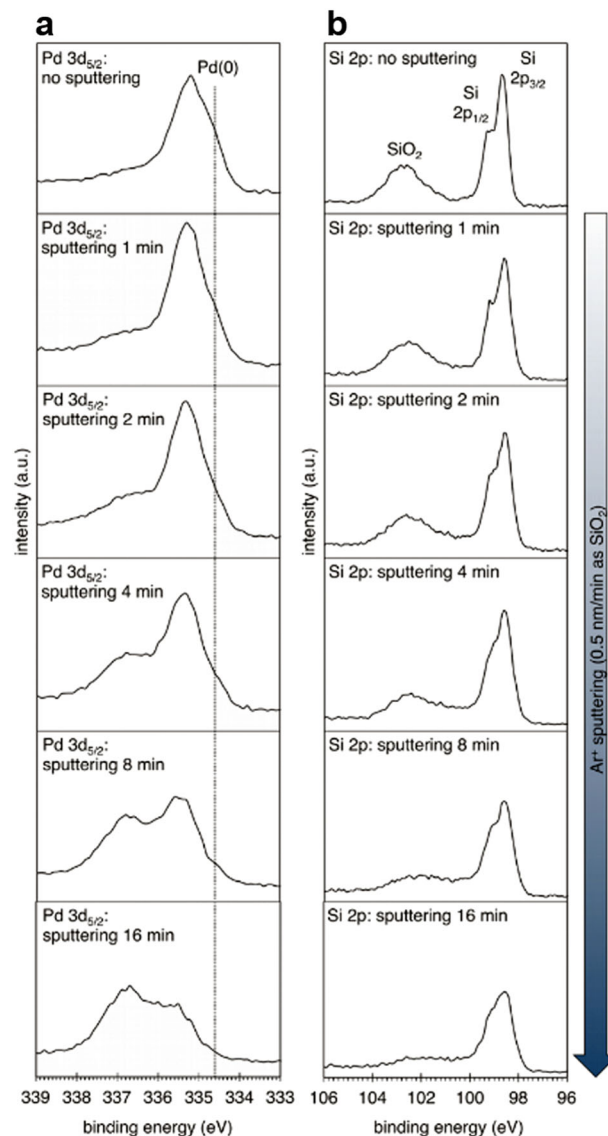 a
Pd 3d5/2:
no sputtering
Pd(0)
Pd 3d5/2:
sputtering 1 min
Pd 3d5/2:
sputtering 2 min
intensity (a.u.)
Pd 3d5/2:
sputtering 4 min
Pd 3d5/2:
sputtering 8 min
Pd 3d5/2:
sputtering 16 min
339 338 337 336 335 334 333
binding energy (eV)
b
Si 2p: no sputtering
Si
2p3/2
Si
2p1/2
SiO2
Si 2p: sputtering 1 min
Si 2p: sputtering 2 min
intensity (a.u.)
Si 2p: sputtering 4 min
Si 2p: sputtering 8 min
Si 2p: sputtering 16 min
106 104 102 100 98 96
binding energy (eV)
Ar+ sputtering (0.5 nm/min as SiO2)